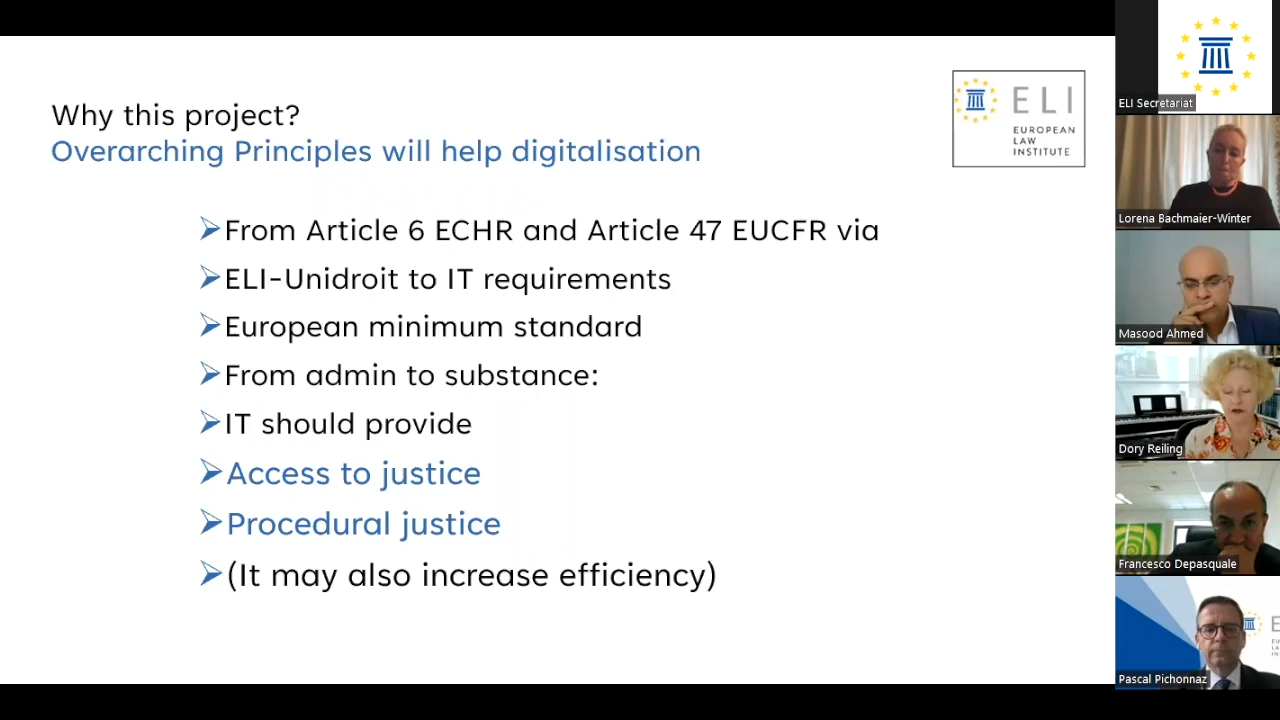 Why this project?
Overarching Principles will help digitalisation
ELI
EUROPEAN
LAW
INSTITUTE
From Article 6 ECHR and Article 47 EUCFR via
ELI-Unidroit to IT requirements
European minimum standard
From admin to substance:
IT should provide
Access to justice
Procedural justice
(It may also increase efficiency)
ELI Secretariat
Lorena Bachmaier-Winter
Masood Ahmed
Dory Reiling
Francesco Depasquale
Pascal Pichonnaz